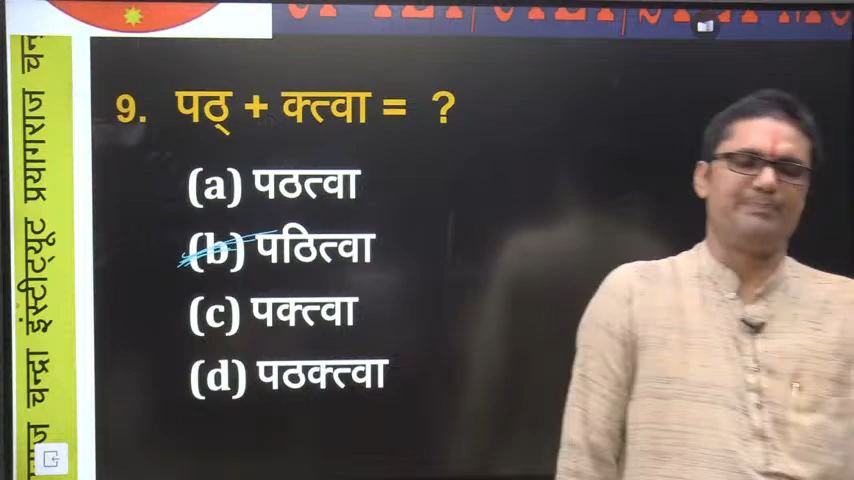 9. पठ् + क्त्वा = ?
(a) पठत्वा
(b) पठित्वा
(c) पक्त्वा
(d) पठक्त्वा
चन्द्रा इंस्टीट्यूट प्रयागराज